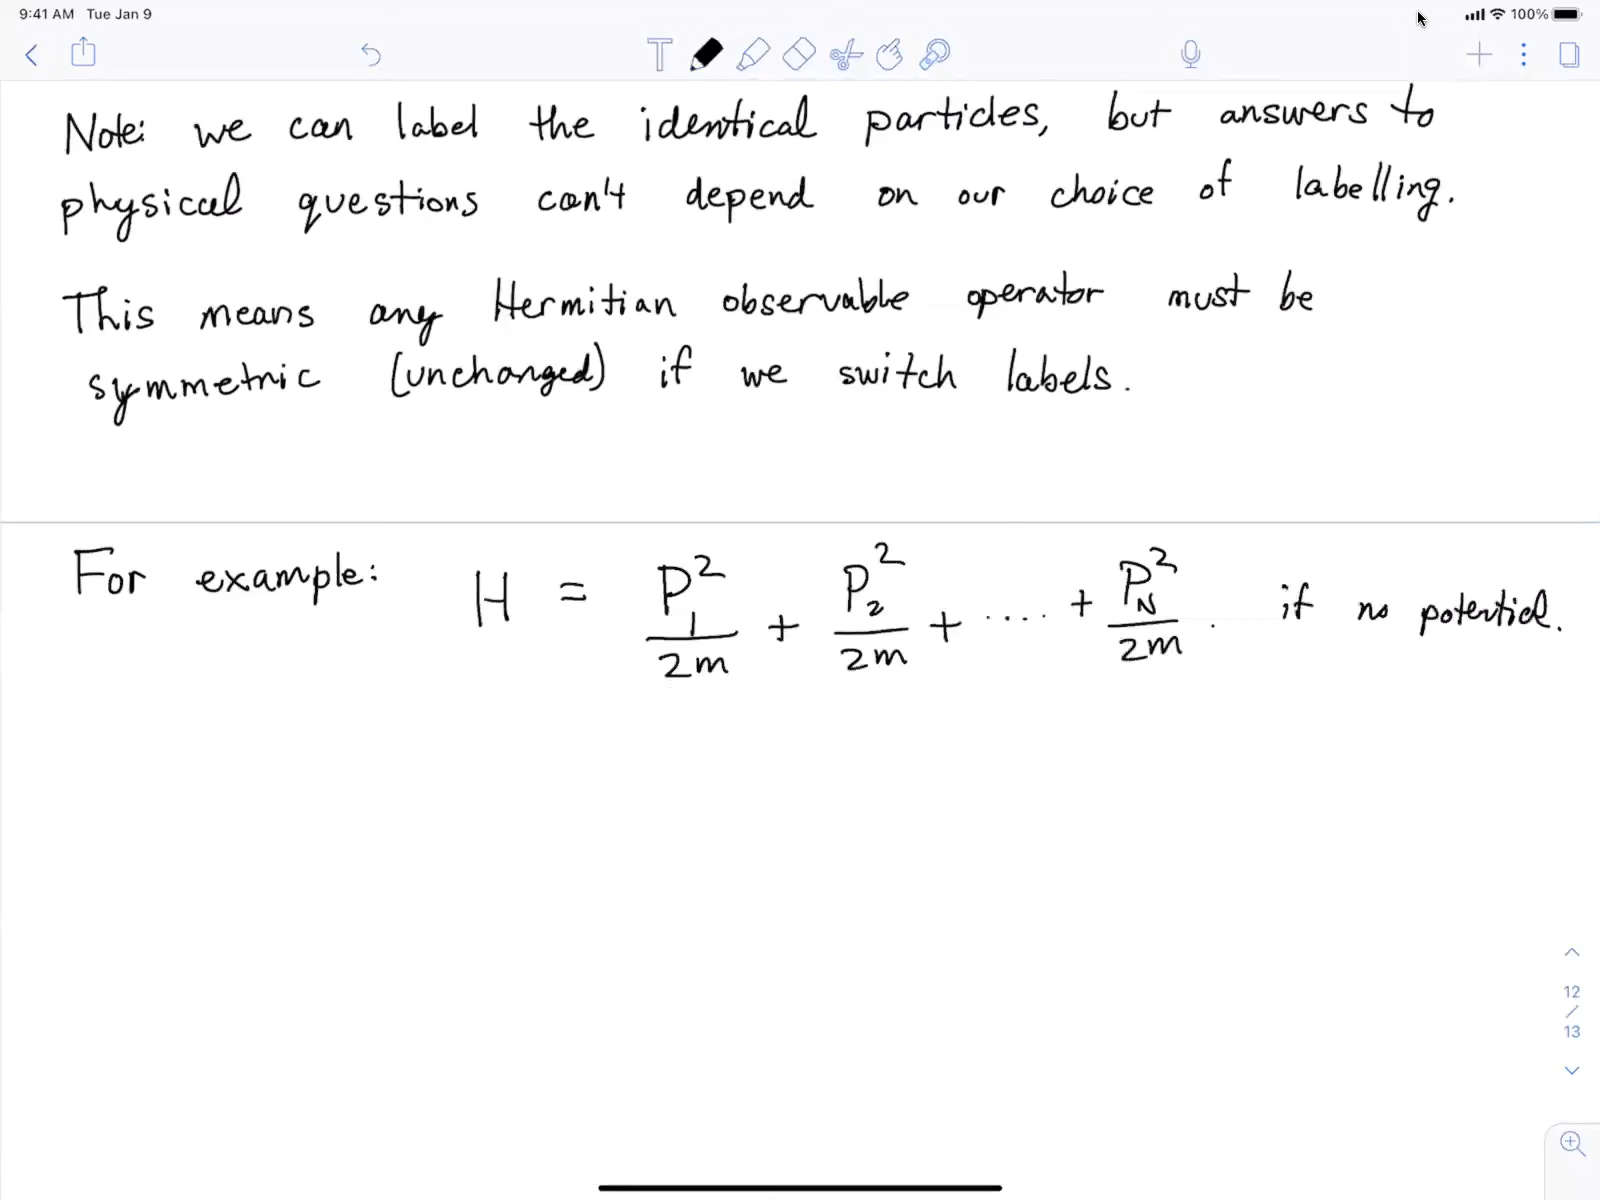 9:41 AM Tue Jan 9 100%
Note: we can label the identical particles, but answers to
physical questions can't depend on our choice of labelling.
This means any Hermitian observable operator must be
symmetric (unchanged) if we switch labels.
For example: H = P₁²/2m + P₂²/2m + .... + P_N²/2m . if no potential.
12
/
13